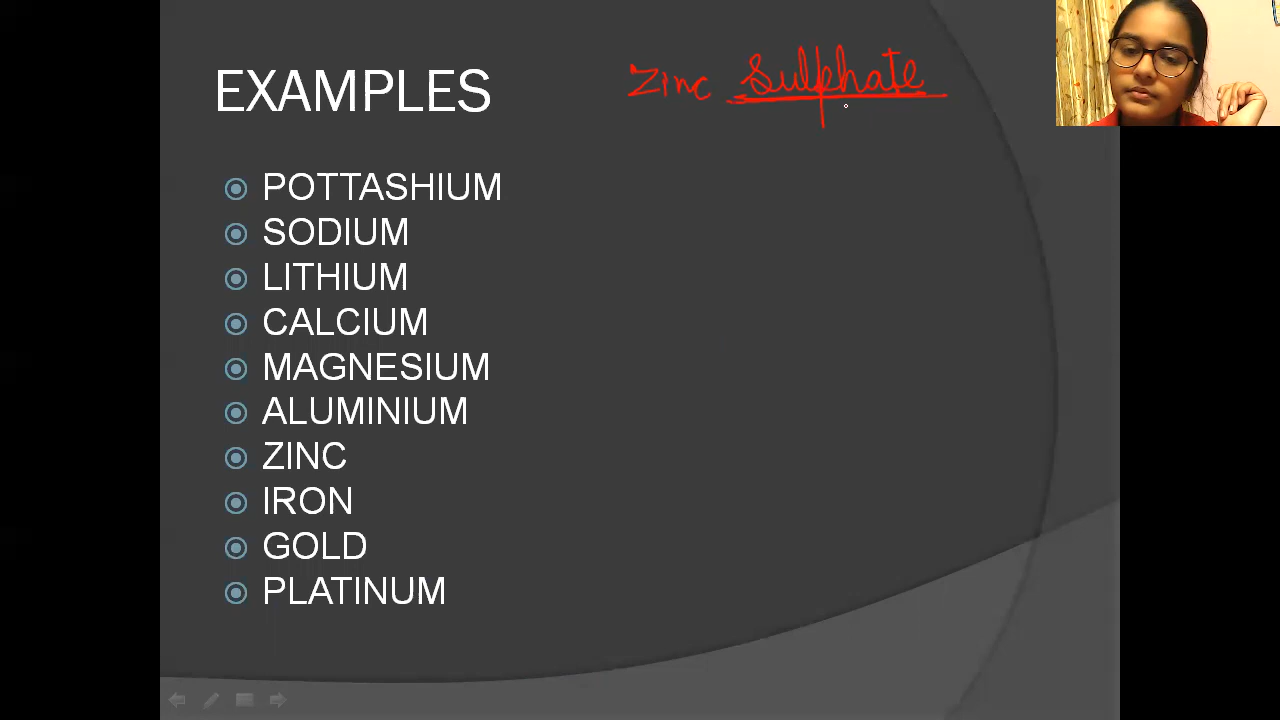 EXAMPLES
Zinc Sulphate
POTTASHIUM
SODIUM
LITHIUM
CALCIUM
MAGNESIUM
ALUMINIUM
ZINC
IRON
GOLD
PLATINUM